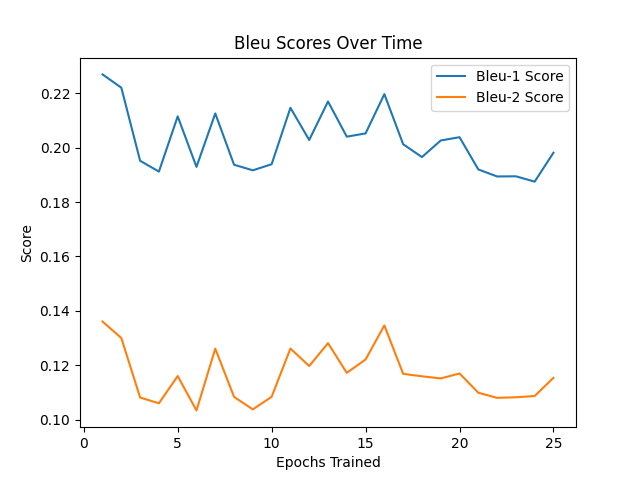 Bleu Scores Over Time
Bleu-1 Score
Bleu-2 Score
Score
0.22
0.20
0.18
0.16
0.14
0.12
0.10
0 5 10 15 20 25
Epochs Trained